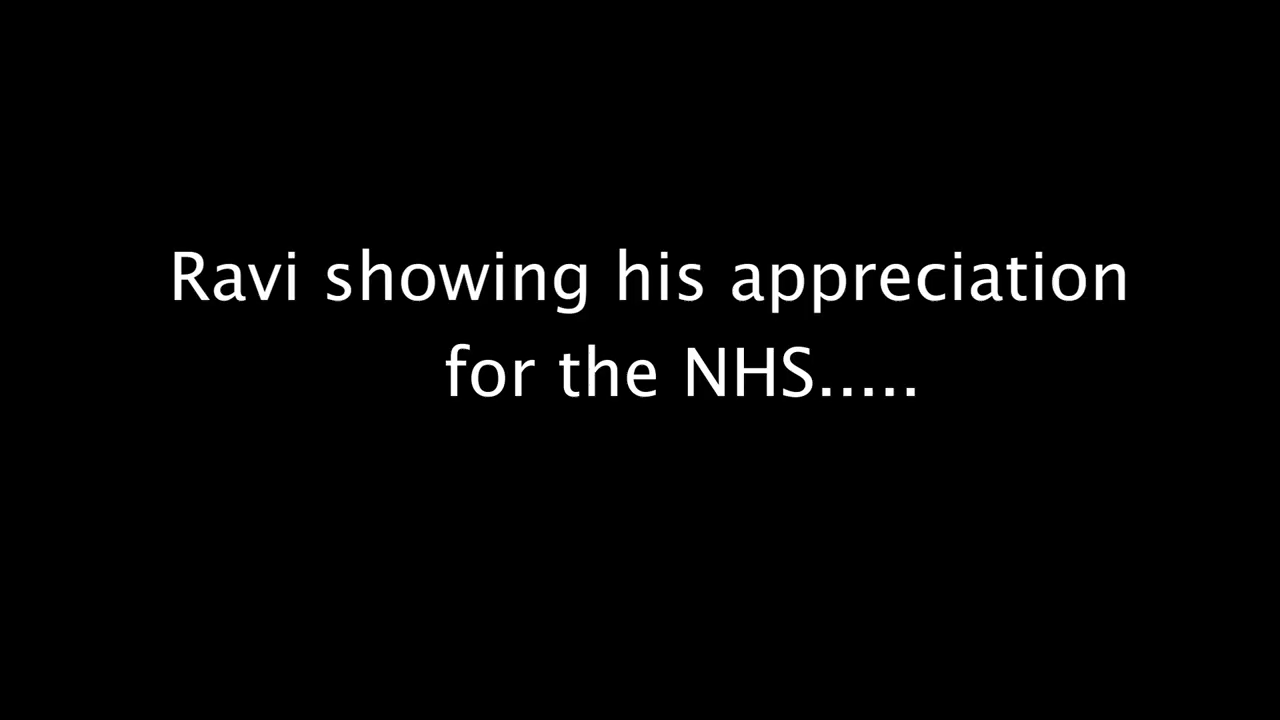 Ravi showing his appreciation
for the NHS.....